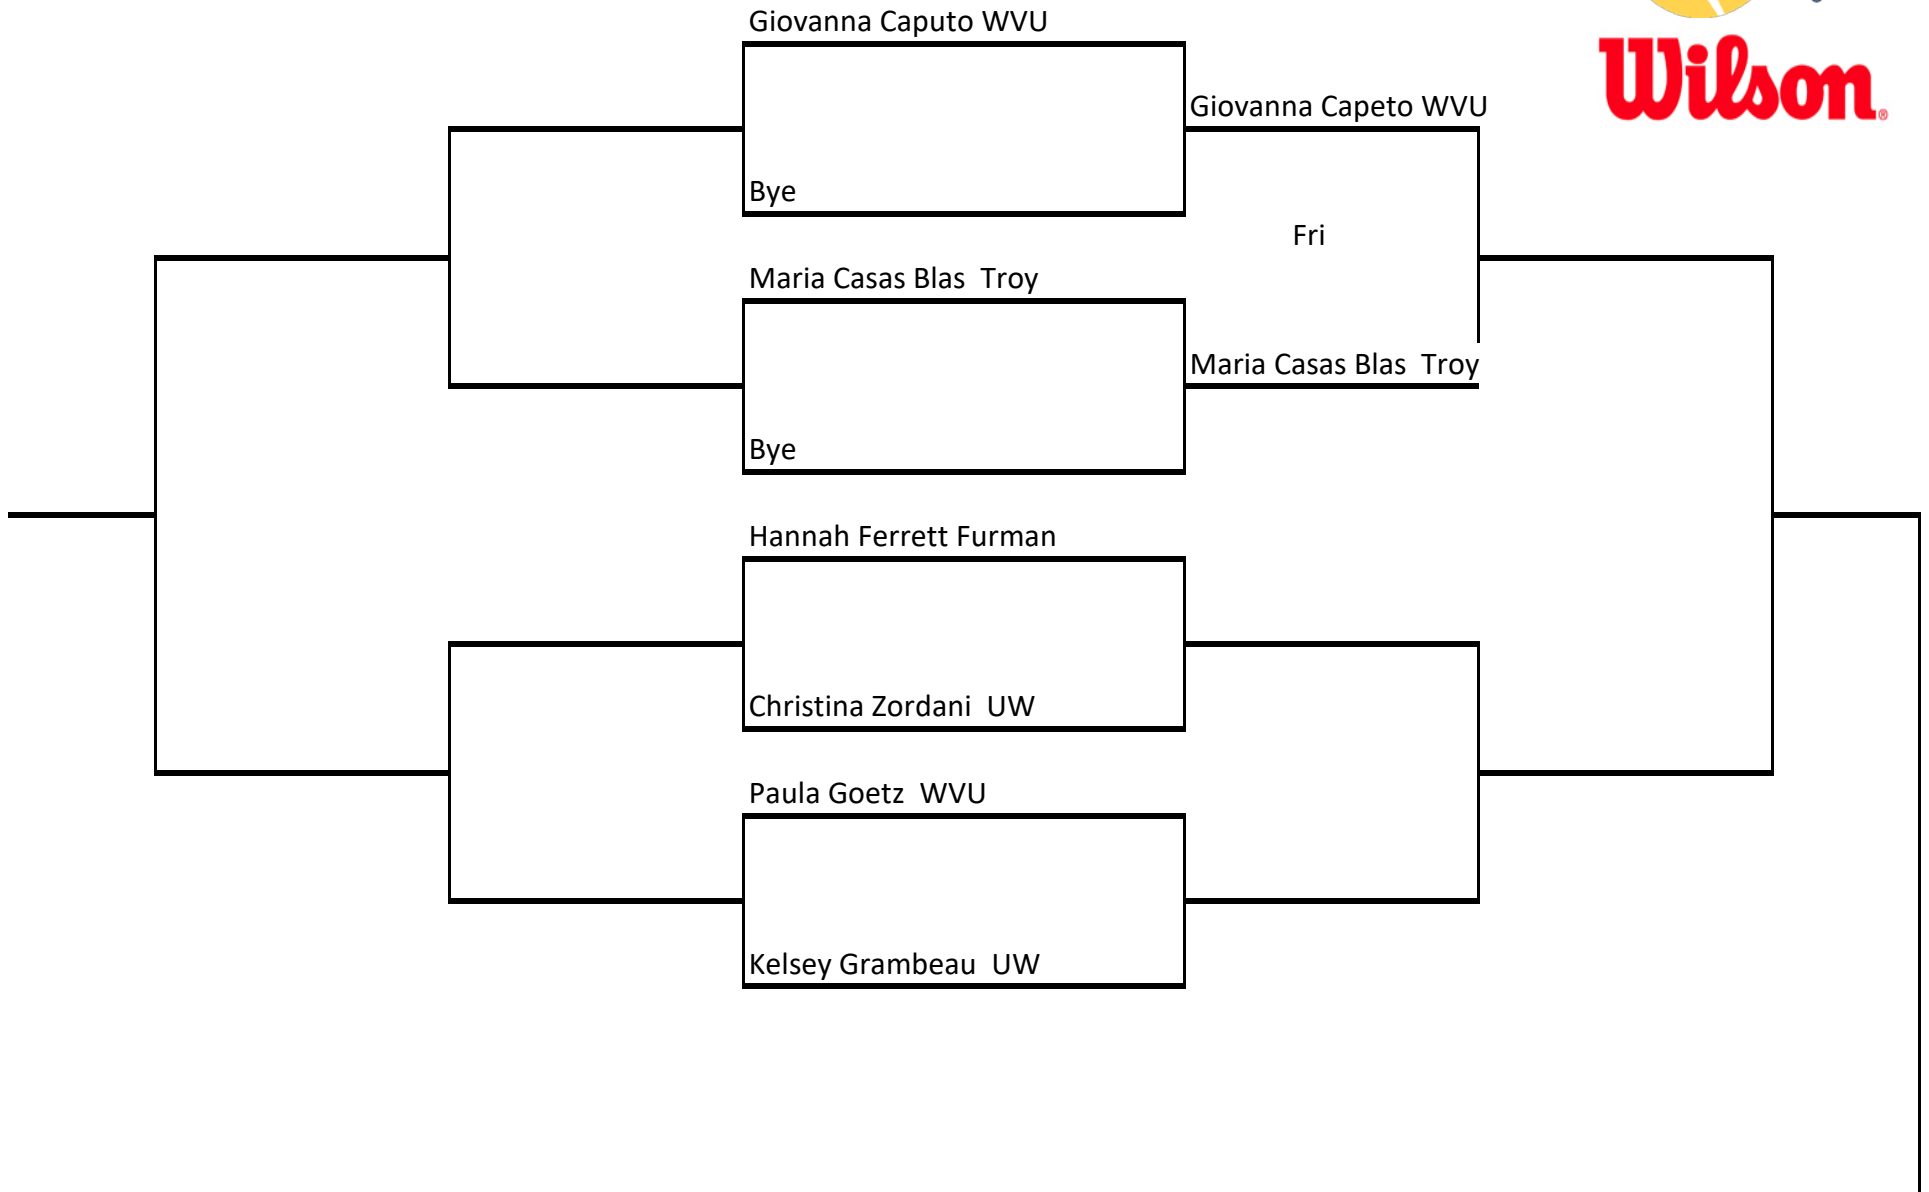 Giovanna Caputo WVU
Wilson®
Giovanna Capeto WVU
Bye
Fri
Maria Casas Blas  Troy
Maria Casas Blas  Troy
Bye
Hannah Ferrett Furman
Christina Zordani  UW
Paula Goetz  WVU
Kelsey Grambeau  UW